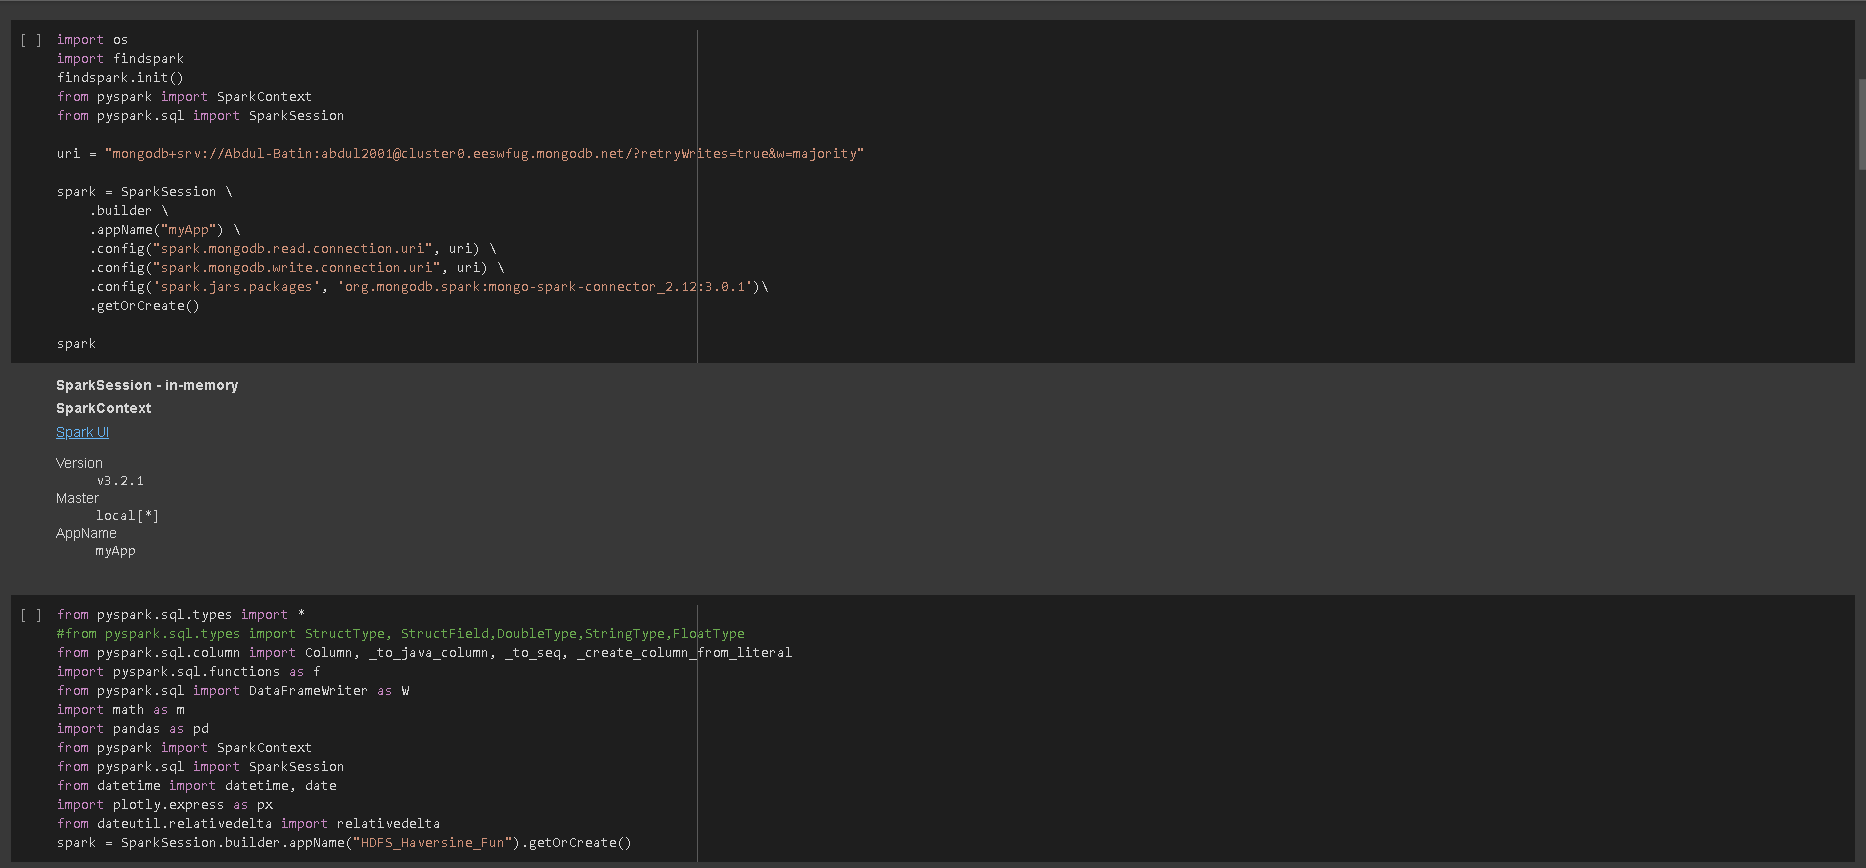 [ ] import os
import findspark
findspark.init()
from pyspark import SparkContext
from pyspark.sql import SparkSession
uri = "mongodb+srv://Abdul-Batin:abdul2001@cluster0.eeswfug.mongodb.net/?retryWrites=true&w=majority"
spark = SparkSession \
.builder \
.appName("myApp") \
.config("spark.mongodb.read.connection.uri", uri) \
.config("spark.mongodb.write.connection.uri", uri) \
.config('spark.jars.packages', 'org.mongodb.spark:mongo-spark-connector_2.12:3.0.1')\
.getOrCreate()
spark
SparkSession - in-memory
SparkContext
Spark UI
Version
v3.2.1
Master
local[*]
AppName
myApp
[ ] from pyspark.sql.types import *
#from pyspark.sql.types import StructType, StructField,DoubleType,StringType,FloatType
from pyspark.sql.column import Column, _to_java_column, _to_seq, _create_column_from_literal
import pyspark.sql.functions as f
from pyspark.sql import DataFrameWriter as W
import math as m
import pandas as pd
from pyspark import SparkContext
from pyspark.sql import SparkSession
from datetime import datetime, date
import plotly.express as px
from dateutil.relativedelta import relativedelta
spark = SparkSession.builder.appName("HDFS_Haversine_Fun").getOrCreate()